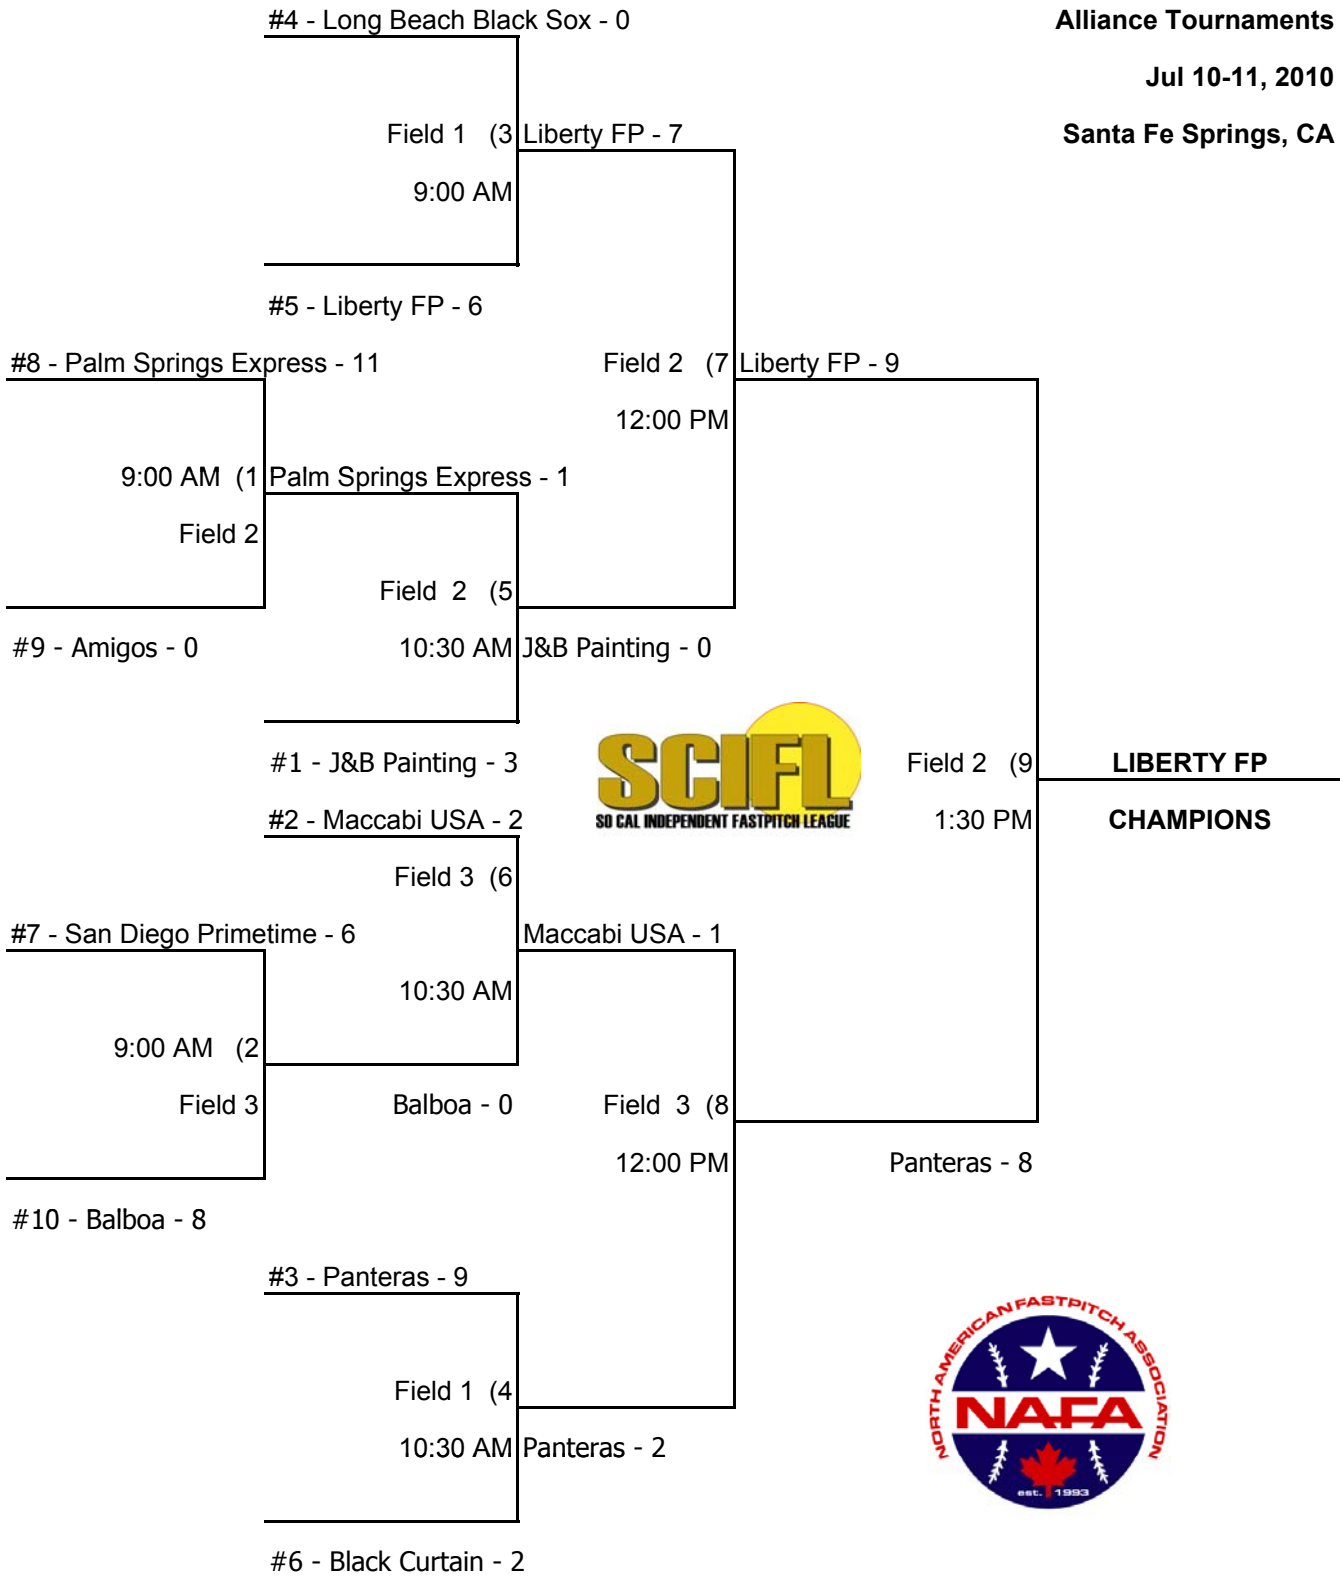 #4 - Long Beach Black Sox - 0
Alliance Tournaments
Jul 10-11, 2010
Field 1 (3 Liberty FP - 7
Santa Fe Springs, CA
9:00 AM
#5 - Liberty FP - 6
#8 - Palm Springs Express - 11
Field 2 (7 Liberty FP - 9
12:00 PM
9:00 AM (1 Palm Springs Express - 1
Field 2
Field 2 (5
#9 - Amigos - 0
10:30 AM J&B Painting - 0
#1 - J&B Painting - 3
SCIFL
SO CAL INDEPENDENT FASTPITCH LEAGUE
Field 2 (9
LIBERTY FP
#2 - Maccabi USA - 2
1:30 PM
CHAMPIONS
Field 3 (6
#7 - San Diego Primetime - 6
Maccabi USA - 1
10:30 AM
9:00 AM (2
Field 3
Balboa - 0
Field 3 (8
12:00 PM
Panteras - 8
#10 - Balboa - 8
#3 - Panteras - 9
Field 1 (4
10:30 AM Panteras - 2
#6 - Black Curtain - 2
NORTH AMERICAN FASTPITCH ASSOCIATION
NAFA
est. 1993